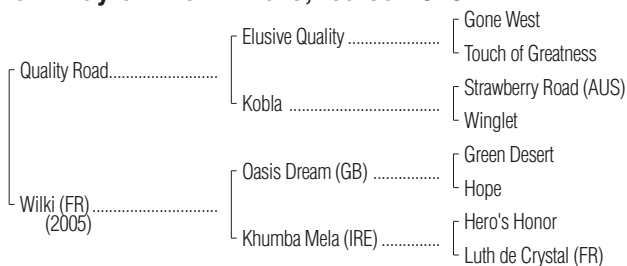 Gone West
Elusive Quality ....................
Touch of Greatness
Quality Road........................
Strawberry Road (AUS)
Kobla .................................
Winglet
Green Desert
Oasis Dream (GB) ...............
Hope
Wilki (FR) ............................
(2005)
Hero's Honor
Khumba Mela (IRE) .............
Luth de Crystal (FR)